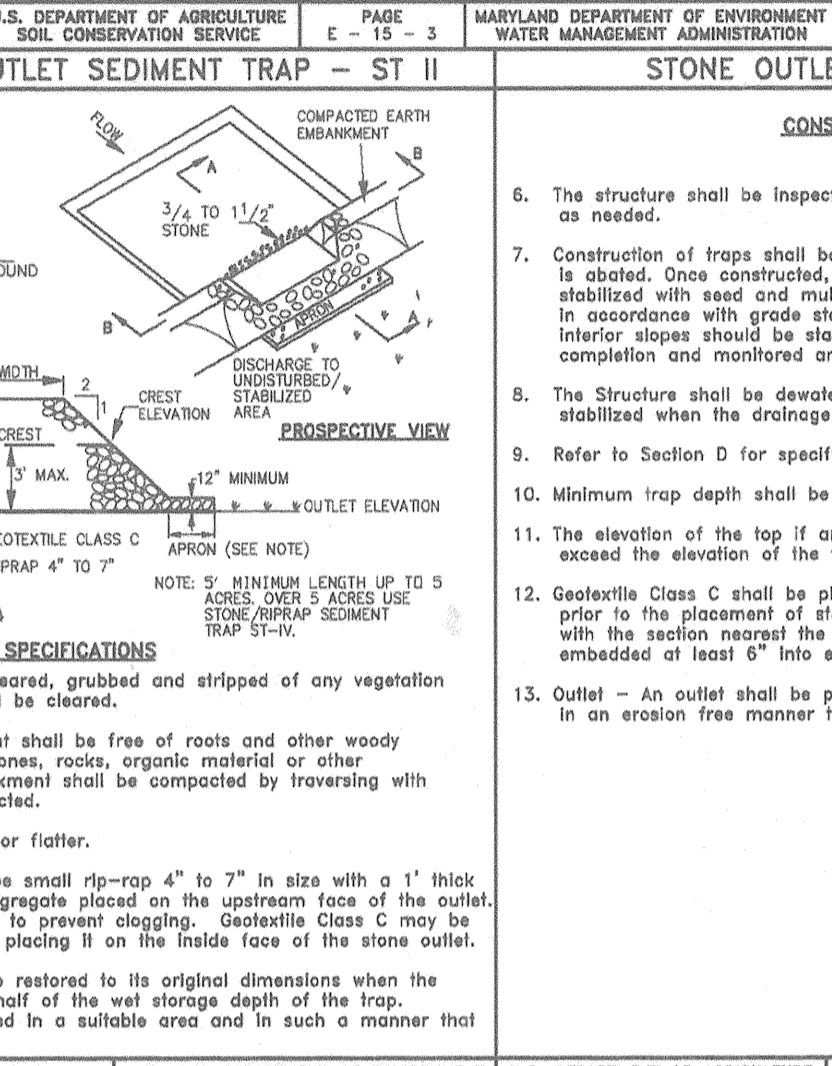 U.S. DEPARTMENT OF AGRICULTURE
SOIL CONSERVATION SERVICE
PAGE
E - 15 - 3
MARYLAND DEPARTMENT OF ENVIRONMENT
WATER MANAGEMENT ADMINISTRATION
UTLET SEDIMENT TRAP - ST II
FLOW
COMPACTED EARTH
EMBANKMENT
A
B
3/4 TO 1 1/2"
STONE
OUND
APRON
B
A
DISCHARGE TO
UNDISTURBED/
STABILIZED
AREA
WIDTH
2
1
CREST
ELEVATION
PROSPECTIVE VIEW
CREST
3' MAX.
12" MINIMUM
OUTLET ELEVATION
EOTEXTILE CLASS C
PRAP 4" TO 7"
APRON (SEE NOTE)
NOTE: 5' MINIMUM LENGTH UP TO 5
ACRES. OVER 5 ACRES USE
STONE/RIPRAP SEDIMENT
TRAP ST-IV.
A
SPECIFICATIONS
eared, grubbed and stripped of any vegetation
l be cleared.
t shall be free of roots and other woody
ones, rocks, organic material or other
kment shall be compacted by traversing with
cted.
or flatter.
e small rip-rap 4" to 7" in size with a 1' thick
gregate placed on the upstream face of the outlet.
to prevent clogging. Geotextile Class C may be
placing it on the inside face of the stone outlet.
restored to its original dimensions when the
half of the wet storage depth of the trap.
ed in a suitable area and in such a manner that
STONE OUTLE
CONS
6. The structure shall be inspect
as needed.
7. Construction of traps shall be
is abated. Once constructed,
stabilized with seed and mul
in accordance with grade sta
interior slopes should be sta
completion and monitored an
8. The Structure shall be dewate
stabilized when the drainage
9. Refer to Section D for specif
10. Minimum trap depth shall be
11. The elevation of the top if an
exceed the elevation of the
12. Geotextile Class C shall be pl
prior to the placement of st
with the section nearest the
embedded at least 6" into e
13. Outlet - An outlet shall be p
in an erosion free manner t